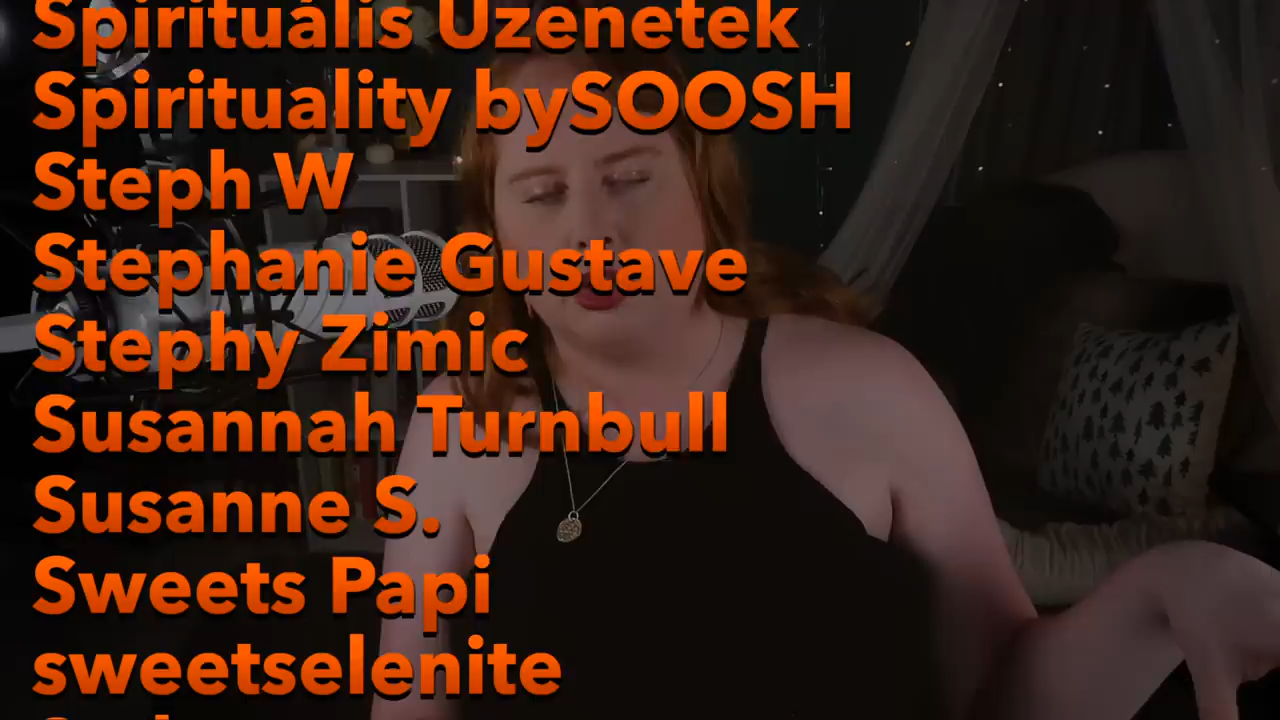 Spirituális Üzenetek
Spirituality bySOOSH
Steph W
Stephanie Gustave
Stephy Zimic
Susannah Turnbull
Susanne S.
Sweets Papi
sweetselenite